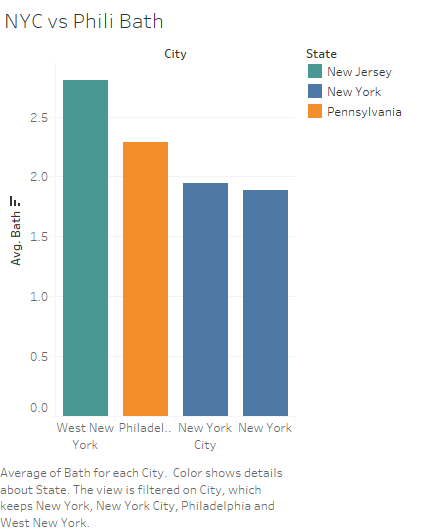 NYC vs Phili Bath
City
State
New Jersey
New York
Pennsylvania
Avg. Bath
2.5
2.0
1.5
1.0
0.5
0.0
West New York
Philadel..
New York City
New York
Average of Bath for each City.  Color shows details
about State. The view is filtered on City, which
keeps New York, New York City, Philadelphia and
West New York.